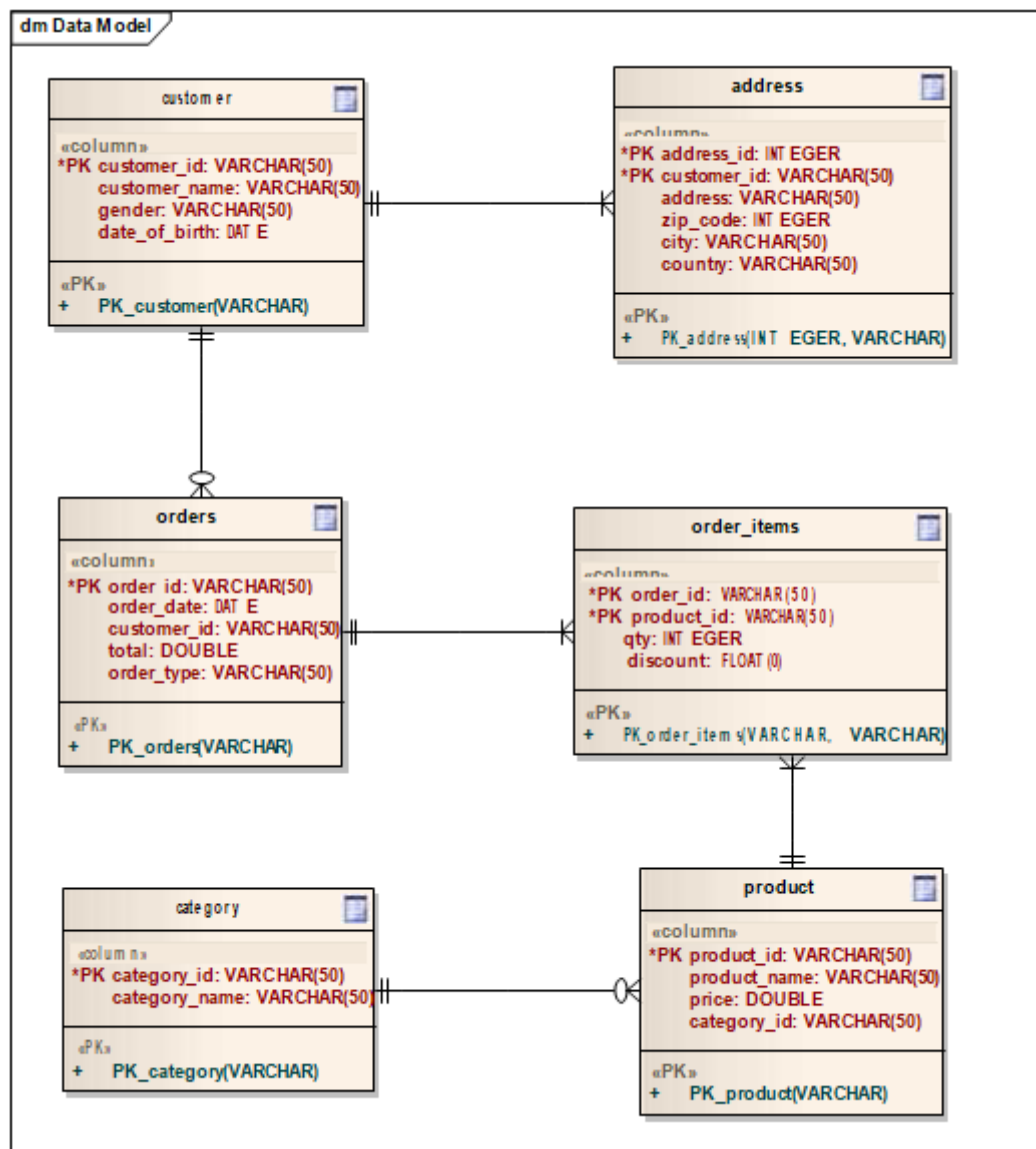 dm Data Model
customer
«column»
*PK customer_id: VARCHAR(50)
customer_name: VARCHAR(50)
gender: VARCHAR(50)
date_of_birth: DATE
«PK»
+ PK_customer(VARCHAR)
address
«column»
*PK address_id: INTEGER
*PK customer_id: VARCHAR(50)
address: VARCHAR(50)
zip_code: INTEGER
city: VARCHAR(50)
country: VARCHAR(50)
«PK»
+ PK_address(INTEGER, VARCHAR)
orders
«column»
*PK order_id: VARCHAR(50)
order_date: DATE
customer_id: VARCHAR(50)
total: DOUBLE
order_type: VARCHAR(50)
«PK»
+ PK_orders(VARCHAR)
order_items
«column»
*PK order_id: VARCHAR(50)
*PK product_id: VARCHAR(50)
qty: INTEGER
discount: FLOAT(0)
«PK»
+ PK_order_items(VARCHAR, VARCHAR)
category
«column»
*PK category_id: VARCHAR(50)
category_name: VARCHAR(50)
«PK»
+ PK_category(VARCHAR)
product
«column»
*PK product_id: VARCHAR(50)
product_name: VARCHAR(50)
price: DOUBLE
category_id: VARCHAR(50)
«PK»
+ PK_product(VARCHAR)